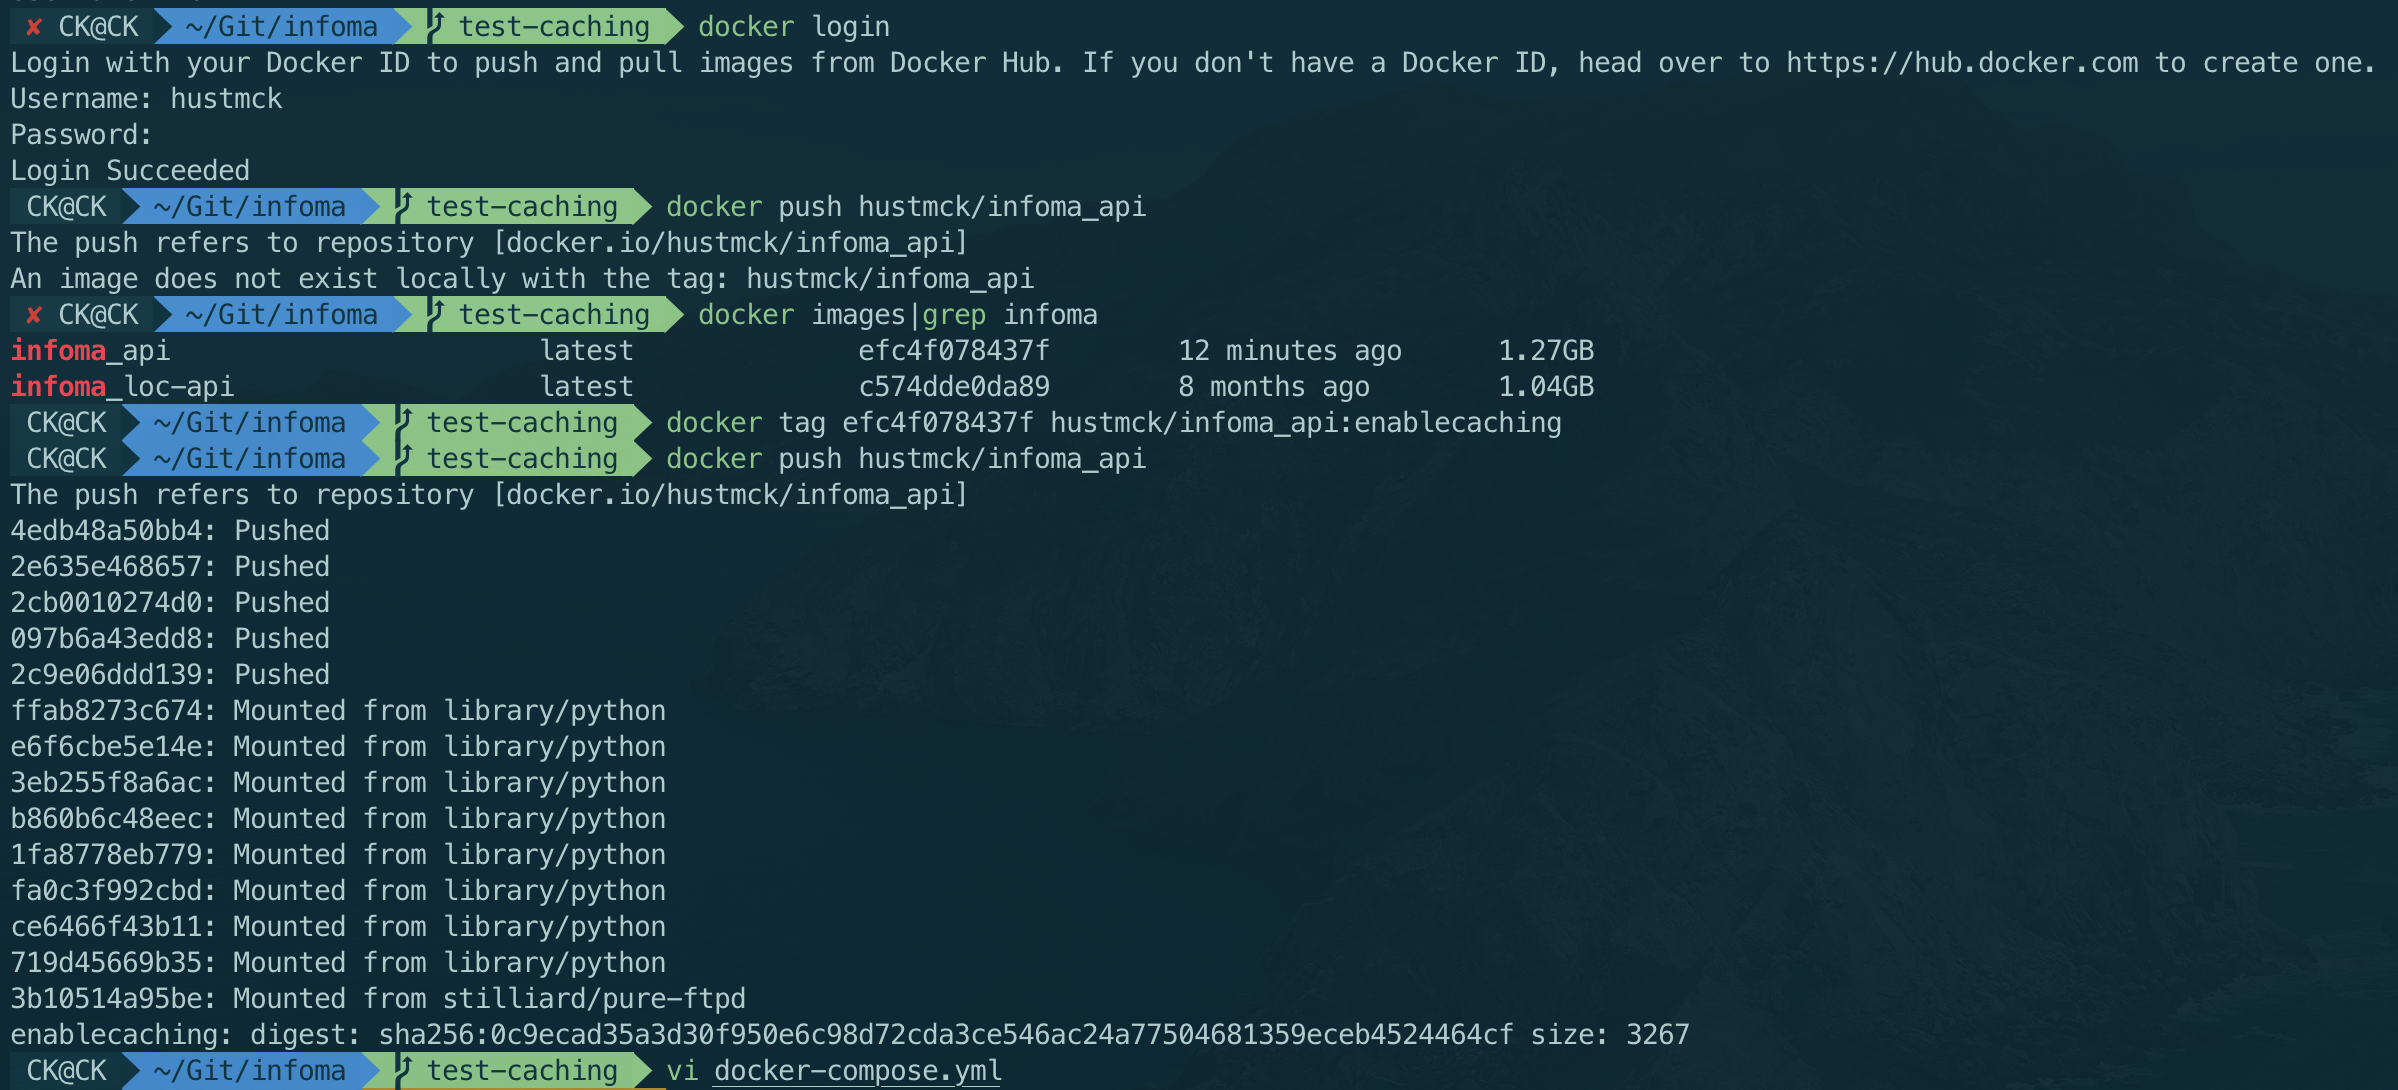 ✘ CK@CK ~/Git/infoma test-caching docker login
Login with your Docker ID to push and pull images from Docker Hub. If you don't have a Docker ID, head over to https://hub.docker.com to create one.
Username: hustmck
Password:
Login Succeeded
CK@CK ~/Git/infoma test-caching docker push hustmck/infoma_api
The push refers to repository [docker.io/hustmck/infoma_api]
An image does not exist locally with the tag: hustmck/infoma_api
✘ CK@CK ~/Git/infoma test-caching docker images|grep infoma
infoma_api latest efc4f078437f 12 minutes ago 1.27GB
infoma_loc-api latest c574dde0da89 8 months ago 1.04GB
CK@CK ~/Git/infoma test-caching docker tag efc4f078437f hustmck/infoma_api:enablecaching
CK@CK ~/Git/infoma test-caching docker push hustmck/infoma_api
The push refers to repository [docker.io/hustmck/infoma_api]
4edb48a50bb4: Pushed
2e635e468657: Pushed
2cb0010274d0: Pushed
097b6a43edd8: Pushed
2c9e06ddd139: Pushed
ffab8273c674: Mounted from library/python
e6f6cbe5e14e: Mounted from library/python
3eb255f8a6ac: Mounted from library/python
b860b6c48eec: Mounted from library/python
1fa8778eb779: Mounted from library/python
fa0c3f992cbd: Mounted from library/python
ce6466f43b11: Mounted from library/python
719d45669b35: Mounted from library/python
3b10514a95be: Mounted from stilliard/pure-ftpd
enablecaching: digest: sha256:0c9ecad35a3d30f950e6c98d72cda3ce546ac24a77504681359eceb4524464cf size: 3267
CK@CK ~/Git/infoma test-caching vi docker-compose.yml